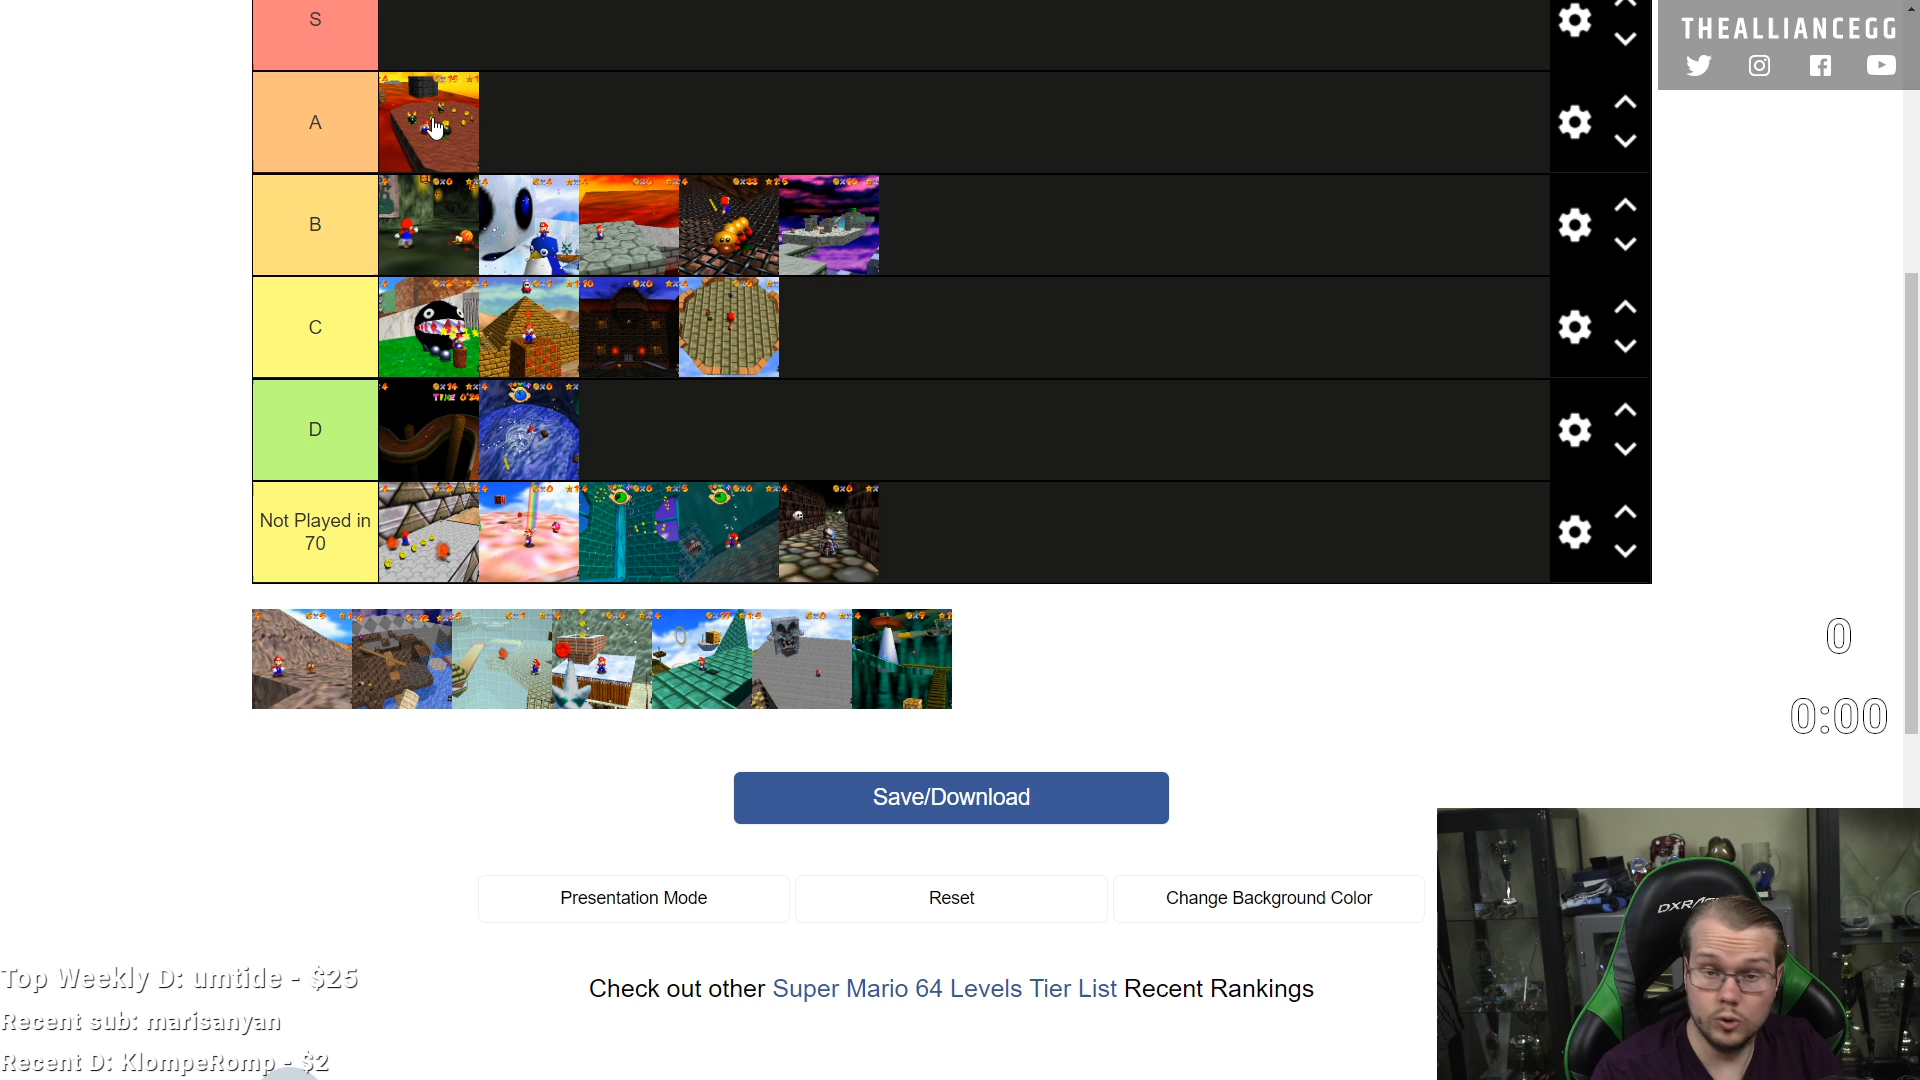 S
THEALLIANCEGG
A
B
C
D
Not Played in
70
0
0:00
Save/Download
Presentation Mode
Reset
Change Background Color
DXRACER
Top Weekly D: umtide - $25
Check out other Super Mario 64 Levels Tier List Recent Rankings
Recent sub: marisanyan
Recent D: KlompeRomp - $2